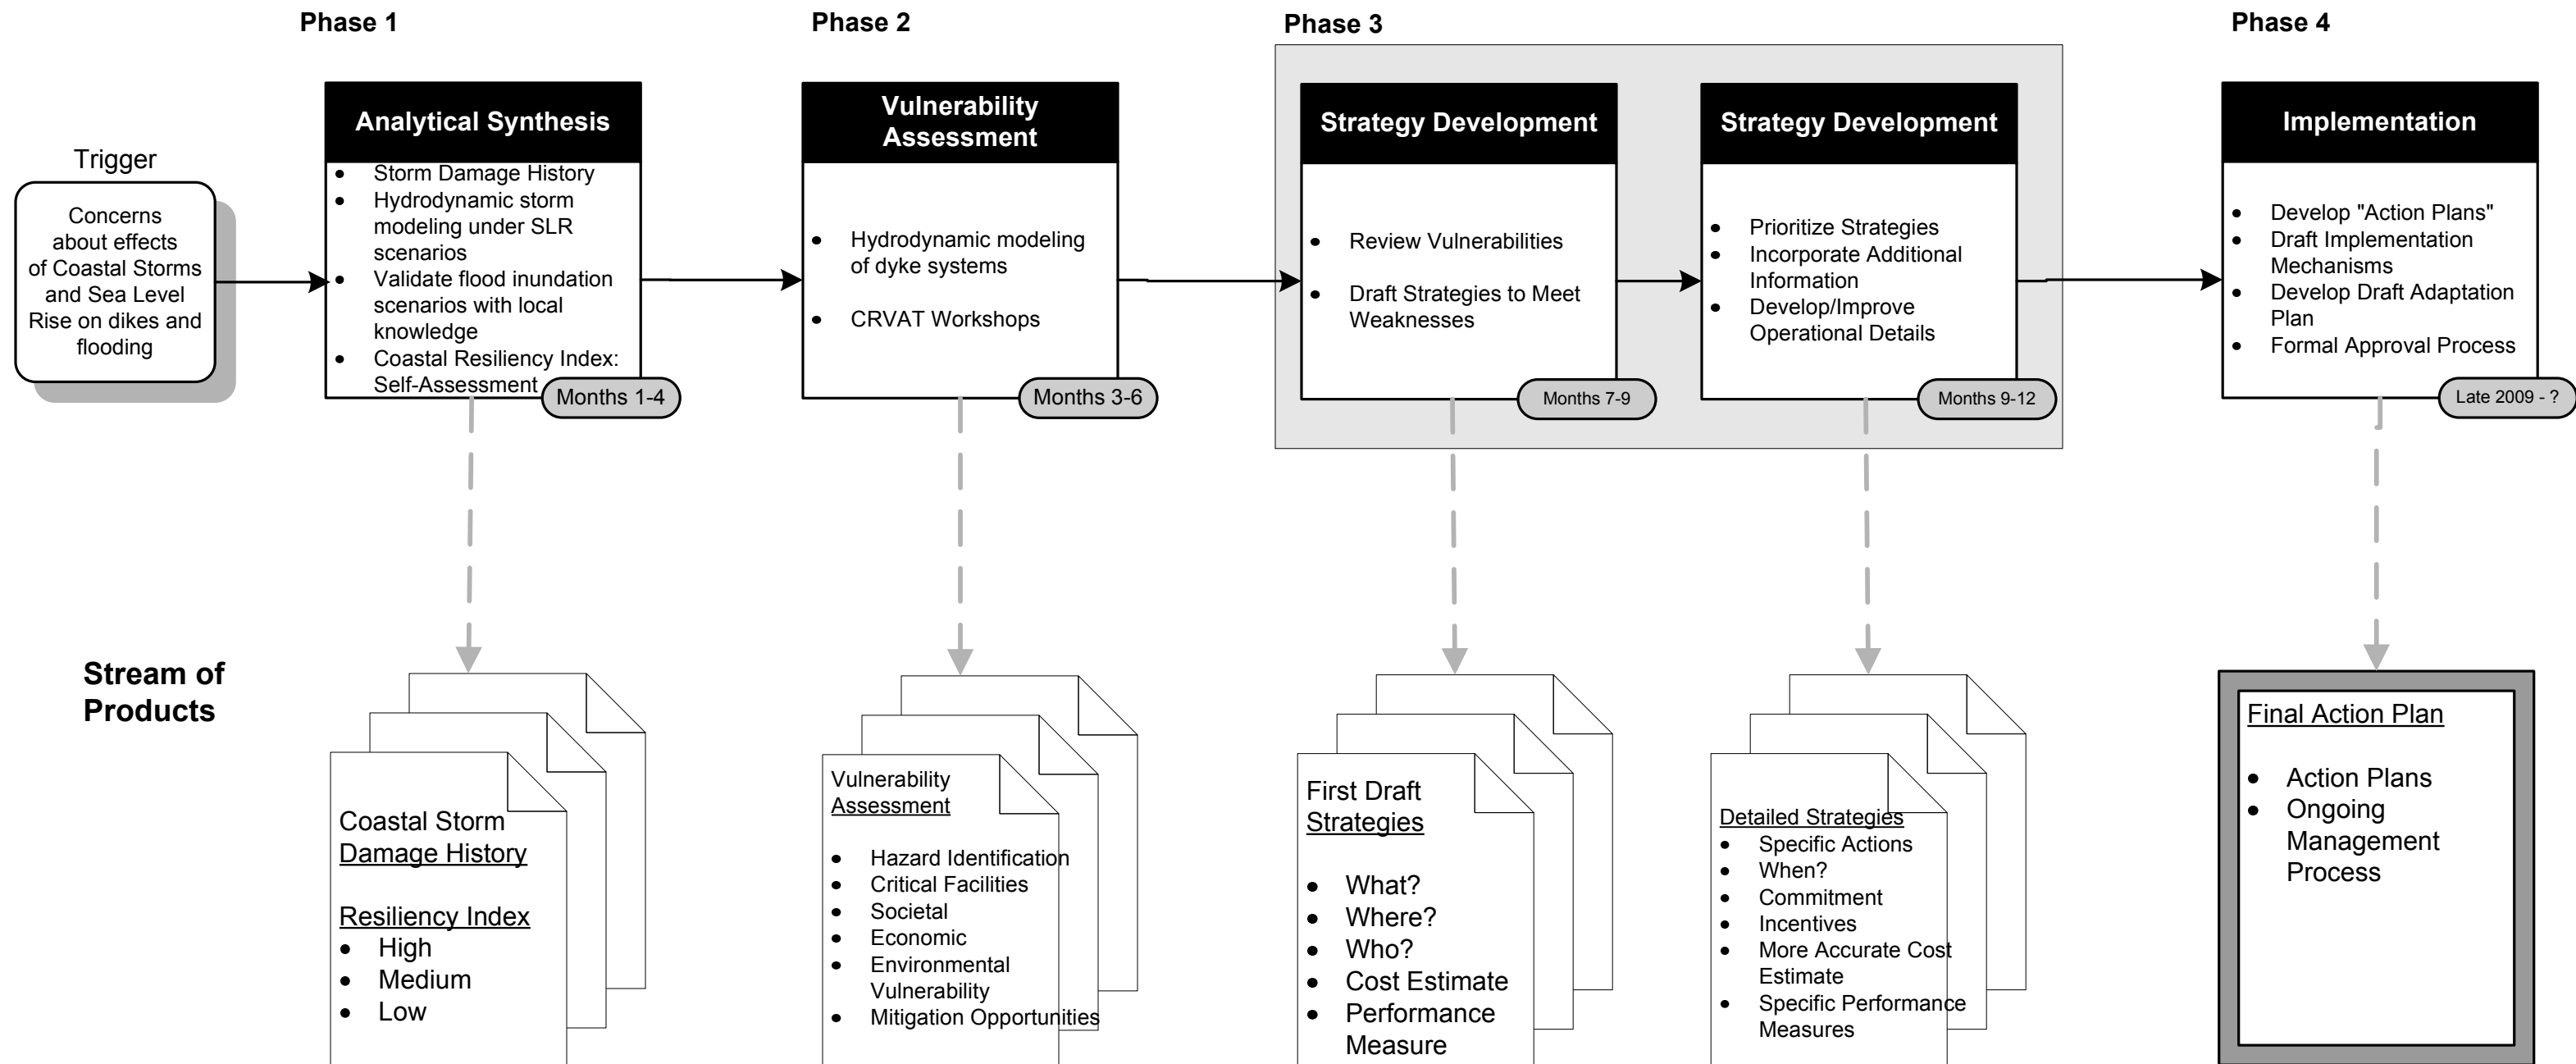 Phase 1
Phase 2
Phase 3
Phase 4
Trigger
Concerns
about effects
of Coastal Storms
and Sea Level
Rise on dikes and
flooding
Analytical Synthesis
• Storm Damage History
• Hydrodynamic storm
modeling under SLR
scenarios
• Validate flood inundation
scenarios with local
knowledge
• Coastal Resiliency Index:
Self-Assessment
Months 1-4
Vulnerability
Assessment
• Hydrodynamic modeling
of dyke systems
• CRVAT Workshops
Months 3-6
Strategy Development
• Review Vulnerabilities
• Draft Strategies to Meet
Weaknesses
Months 7-9
Strategy Development
• Prioritize Strategies
• Incorporate Additional
Information
• Develop/Improve
Operational Details
Months 9-12
Implementation
• Develop "Action Plans"
• Draft Implementation
Mechanisms
• Develop Draft Adaptation
Plan
• Formal Approval Process
Late 2009 - ?
Stream of
Products
Coastal Storm
Damage History
Resiliency Index
• High
• Medium
• Low
Vulnerability
Assessment
• Hazard Identification
• Critical Facilities
• Societal
• Economic
• Environmental
Vulnerability
• Mitigation Opportunities
First Draft
Strategies
• What?
• Where?
• Who?
• Cost Estimate
• Performance
Measure
Detailed Strategies
• Specific Actions
• When?
• Commitment
• Incentives
• More Accurate Cost
Estimate
• Specific Performance
Measures
Final Action Plan
• Action Plans
• Ongoing
Management
Process